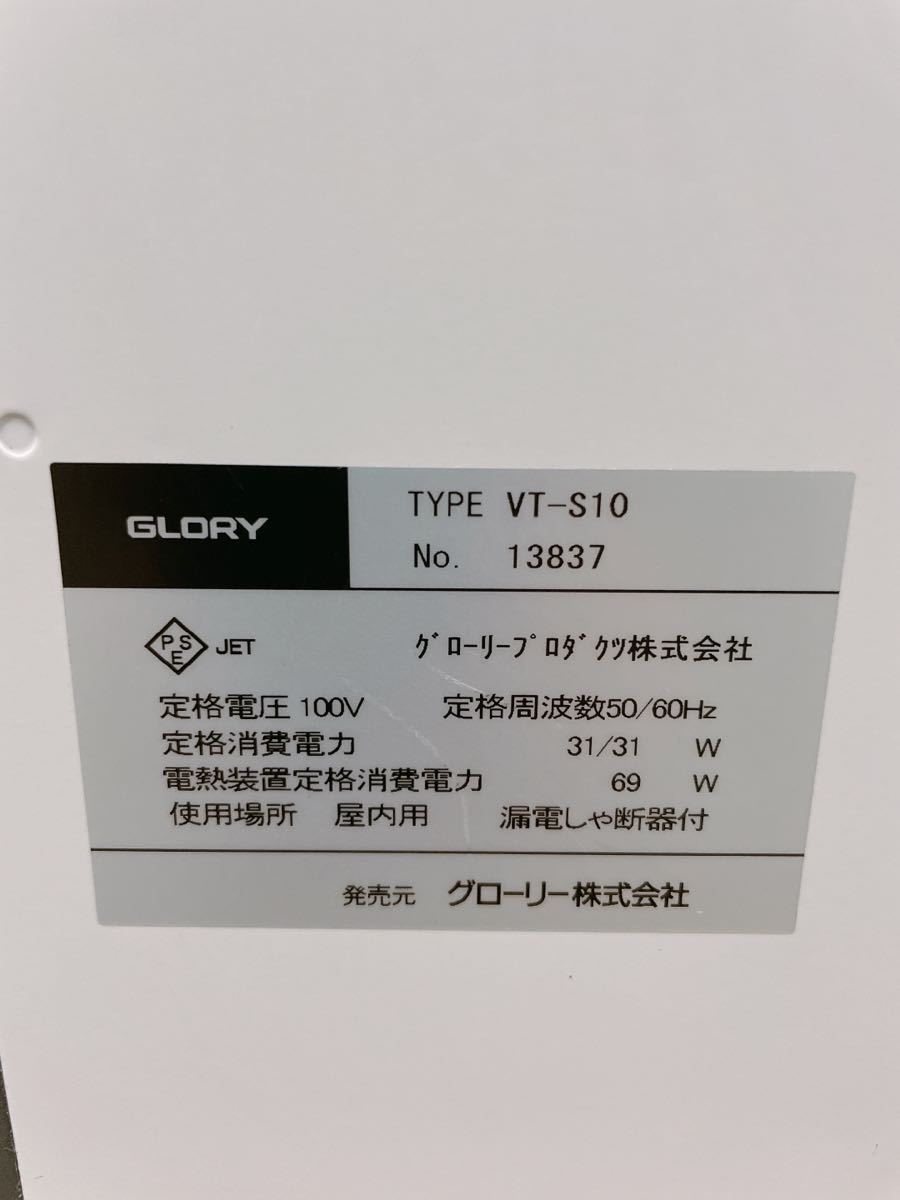 GLORY
TYPE VT-S10
No. 13837
PSE JET
ｸﾞﾛｰﾘｰﾌﾟﾛﾀﾞｸﾂ株式会社
定格電圧 100V 定格周波数50/60Hz
定格消費電力 31/31 W
電熱装置定格消費電力 69 W
使用場所 屋内用 漏電しゃ断器付
発売元 グローリー株式会社